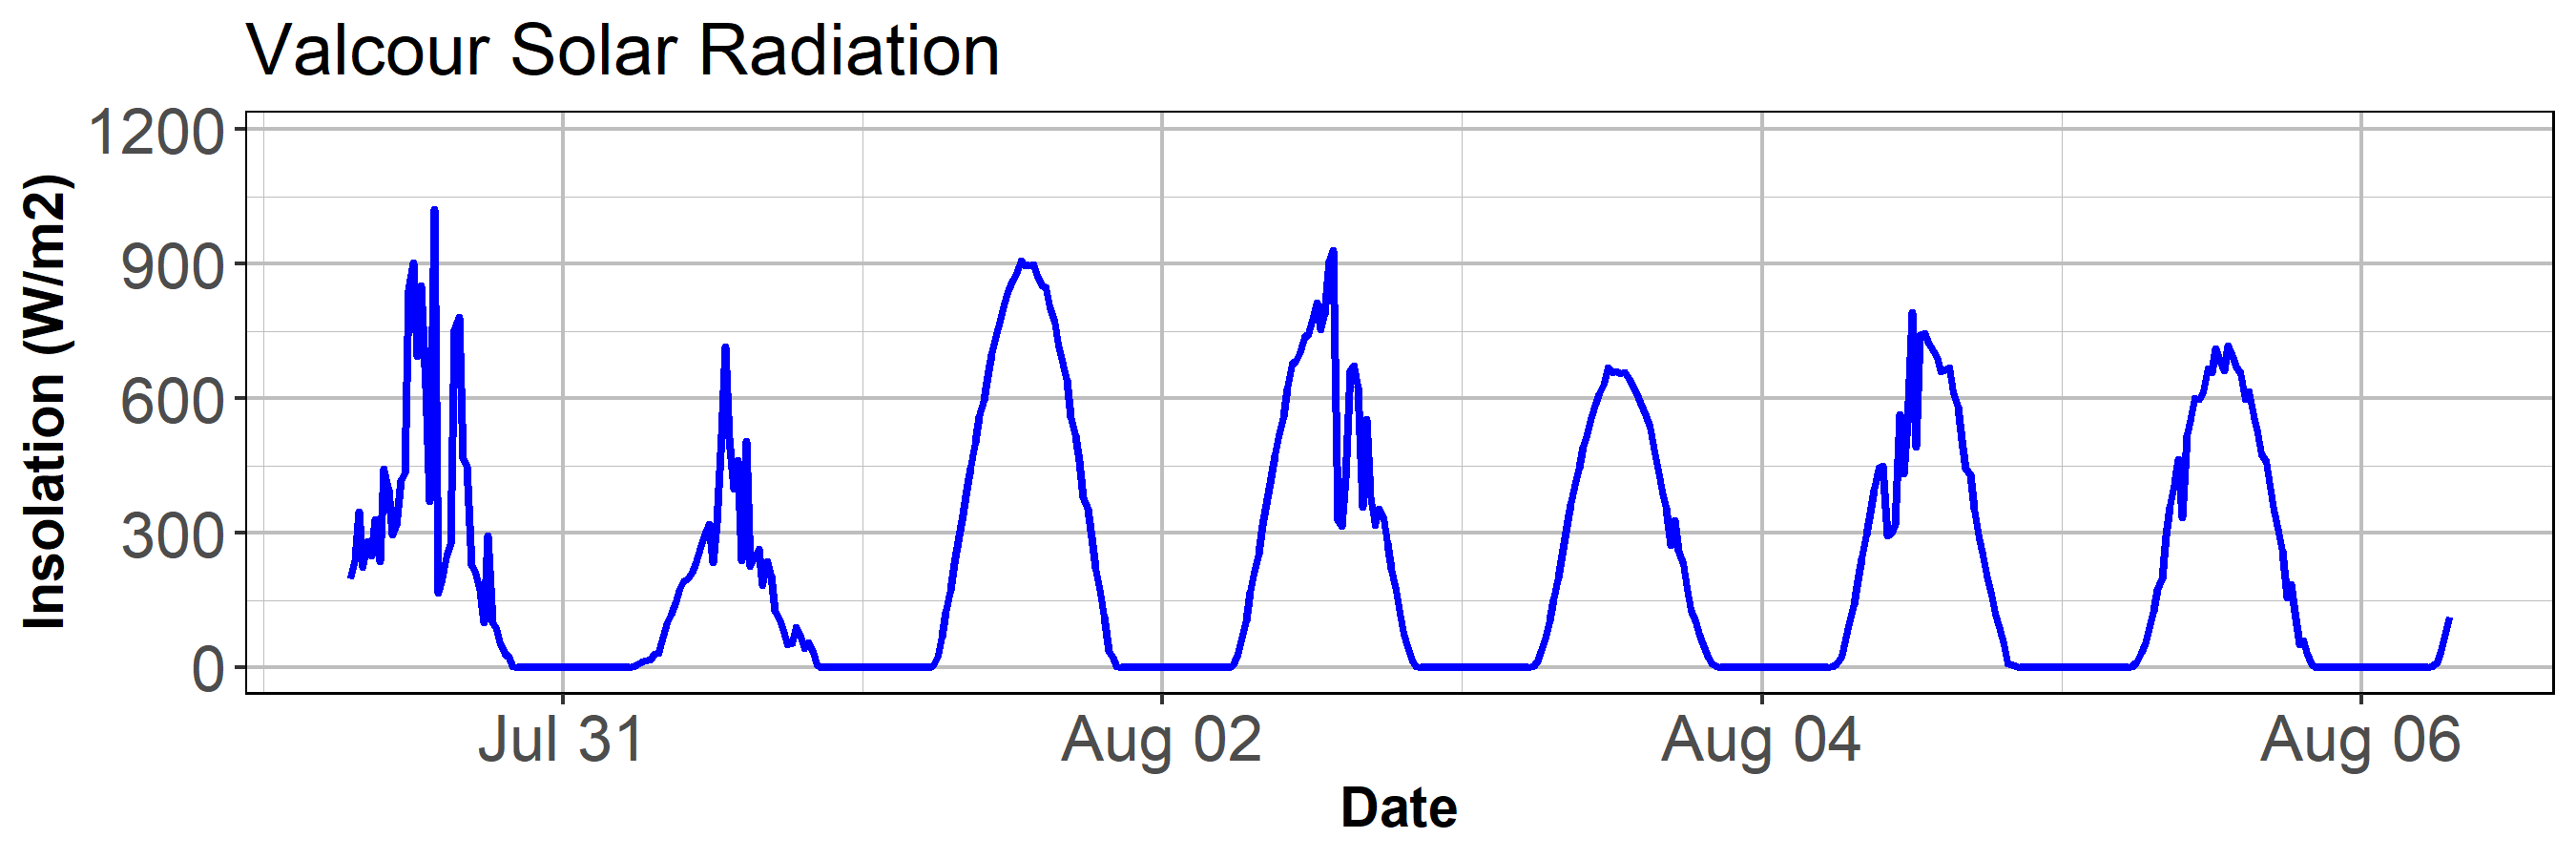 Valcour Solar Radiation
1200
900
600
300
0
Insolation (W/m2)
Jul 31 Aug 02 Aug 04 Aug 06
Date